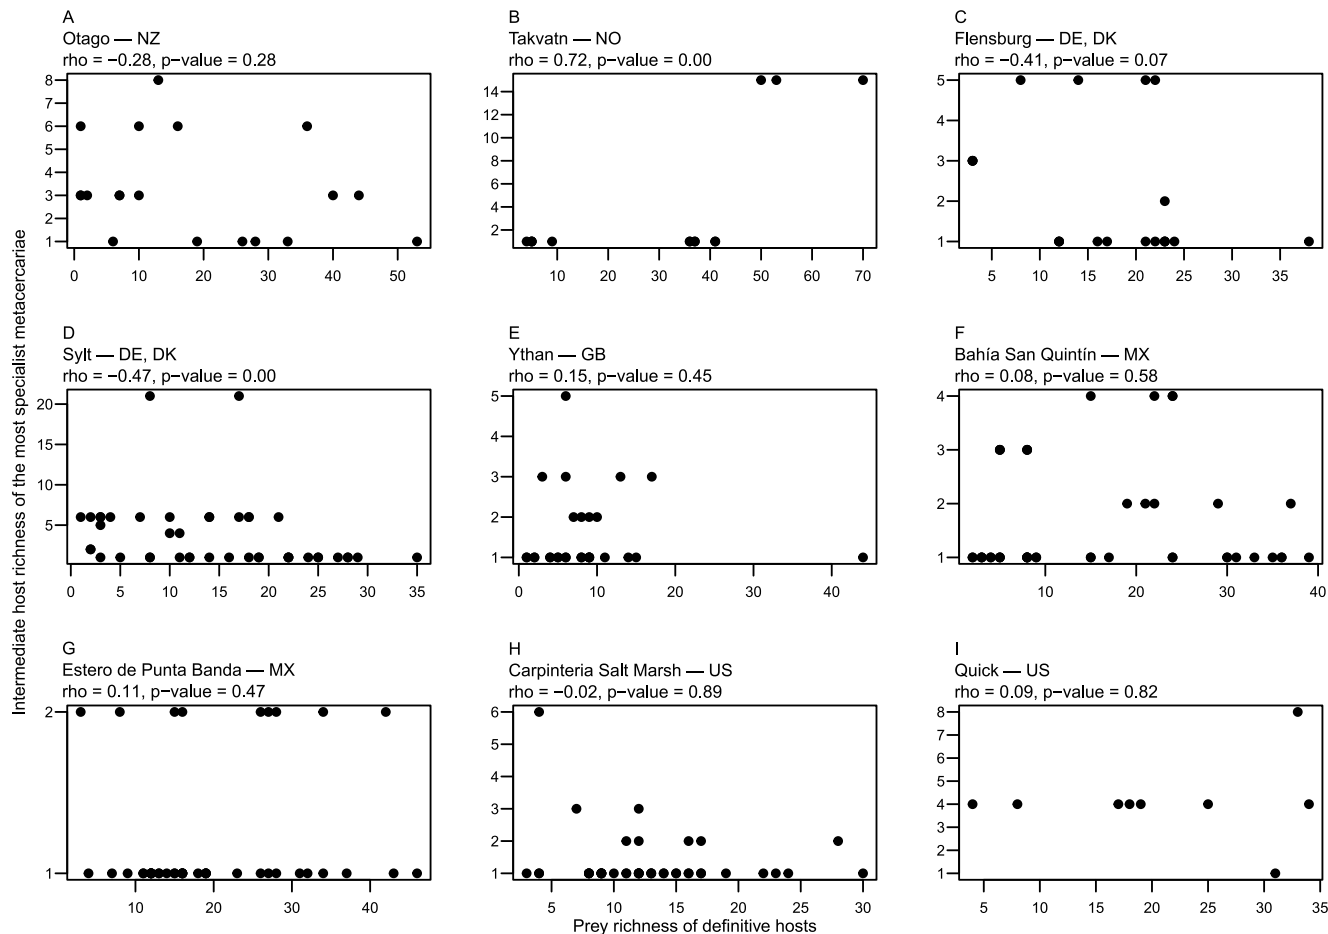 A
Otago — NZ
rho = −0.28, p−value = 0.28
8
6
5
4
3
2
1
0 10 20 30 40 50
B
Takvatn — NO
rho = 0.72, p−value = 0.00
14
12
10
8
6
4
2
10 20 30 40 50 60 70
C
Flensburg — DE, DK
rho = −0.41, p−value = 0.07
5
4
3
2
1
5 10 15 20 25 30 35
D
Sylt — DE, DK
rho = −0.47, p−value = 0.00
20
15
10
5
0 5 10 15 20 25 30 35
E
Ythan — GB
rho = 0.15, p−value = 0.45
5
4
3
2
1
0 10 20 30 40
F
Bahía San Quintín — MX
rho = 0.08, p−value = 0.58
4
3
2
1
10 20 30 40
G
Estero de Punta Banda — MX
rho = 0.11, p−value = 0.47
2
1
10 20 30 40
H
Carpinteria Salt Marsh — US
rho = −0.02, p−value = 0.89
6
5
4
3
2
1
5 10 15 20 25 30
I
Quick — US
rho = 0.09, p−value = 0.82
8
7
5
4
3
2
1
5 10 15 20 25 30 35
Intermediate host richness of the most specialist metacercariae
Prey richness of definitive hosts